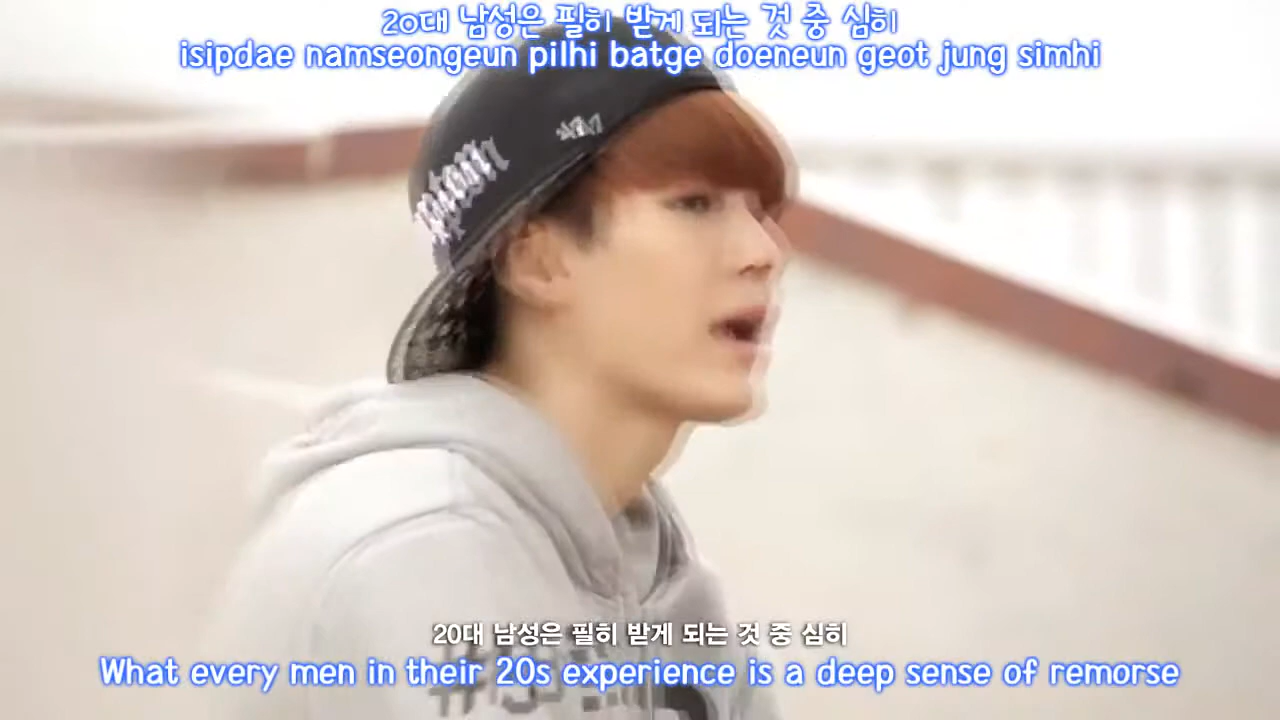 20대 남성은 필히 받게 되는 것 중 심히
isipdae namseongeun pilhi batge doeneun geot jung simhi
20대 남성은 필히 받게 되는 것 중 심히
What every men in their 20s experience is a deep sense of remorse